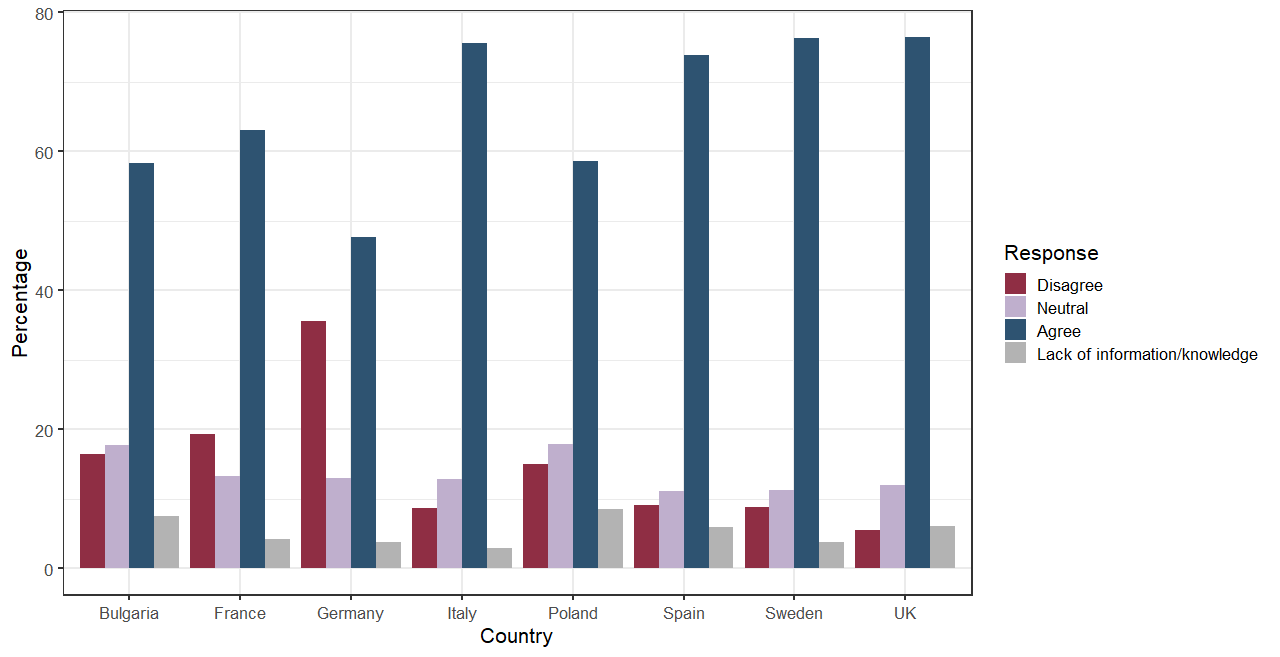 80
60
40
20
0
Percentage
Bulgaria France Germany Italy Poland Spain Sweden UK
Country
Response
Disagree
Neutral
Agree
Lack of information/knowledge